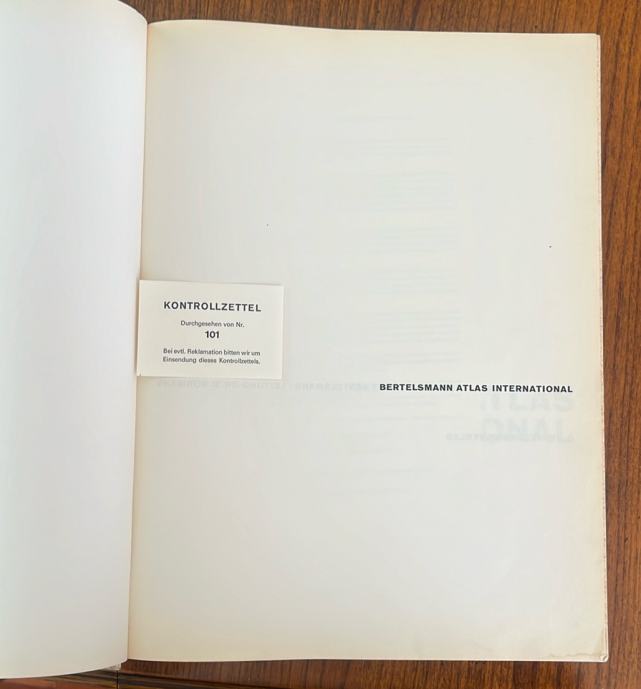 KONTROLLZETTEL
Durchgesehen von Nr.
101
Bei evtl. Reklamation bitten wir um
Einsendung dieses Kontrollzettels.
BERTELSMANN ATLAS INTERNATIONAL